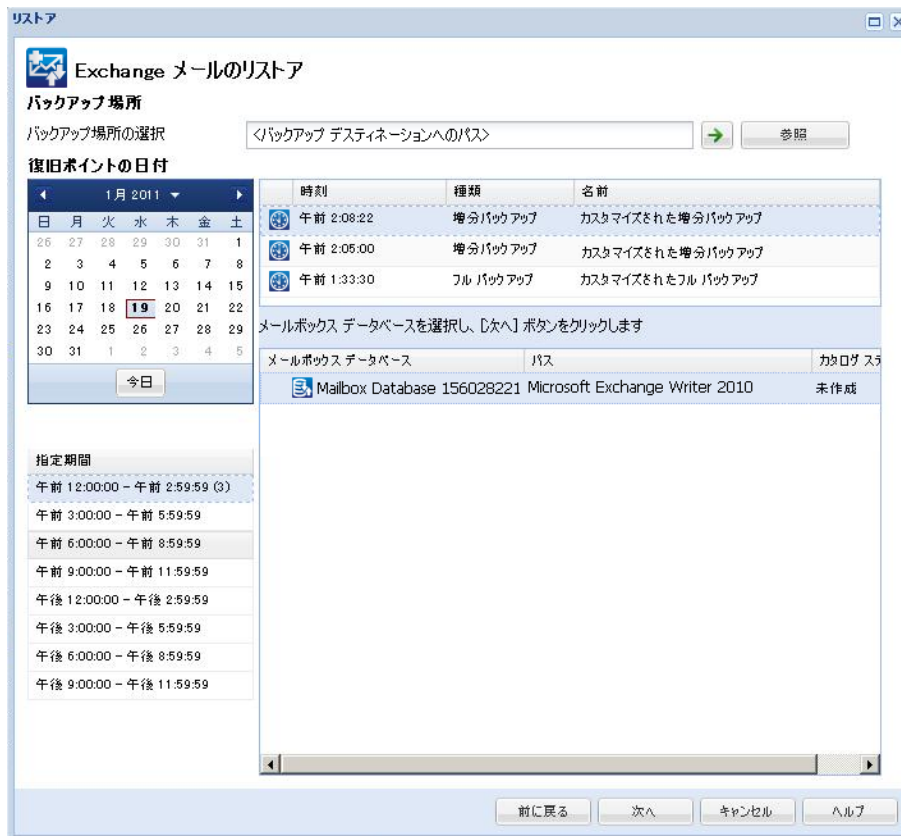 リストア
Exchange メールのリストア
バックアップ場所
バックアップ場所の選択 <バックアップ デスティネーションへのパス> 参照
復旧ポイントの日付
1月 2011
日 月 火 水 木 金 土
26 27 28 29 30 31 1
2 3 4 5 6 7 8
9 10 11 12 13 14 15
16 17 18 19 20 21 22
23 24 25 26 27 28 29
30 31 1 2 3 4 5
今日
時刻 種類 名前
午前 2:08:22 増分バックアップ カスタマイズされた増分バックアップ
午前 2:05:00 増分バックアップ カスタマイズされた増分バックアップ
午前 1:33:30 フル バックアップ カスタマイズされたフル バックアップ
メールボックス データベースを選択し、[次へ] ボタンをクリックします
メールボックス データベース パス カタログ ステ
Mailbox Database 156028221 Microsoft Exchange Writer 2010 未作成
指定期間
午前 12:00:00 - 午前 2:59:59 (3)
午前 3:00:00 - 午前 5:59:59
午前 6:00:00 - 午前 8:59:59
午前 9:00:00 - 午前 11:59:59
午後 12:00:00 - 午後 2:59:59
午後 3:00:00 - 午後 5:59:59
午後 6:00:00 - 午後 8:59:59
午後 9:00:00 - 午後 11:59:59
前に戻る 次へ キャンセル ヘルプ